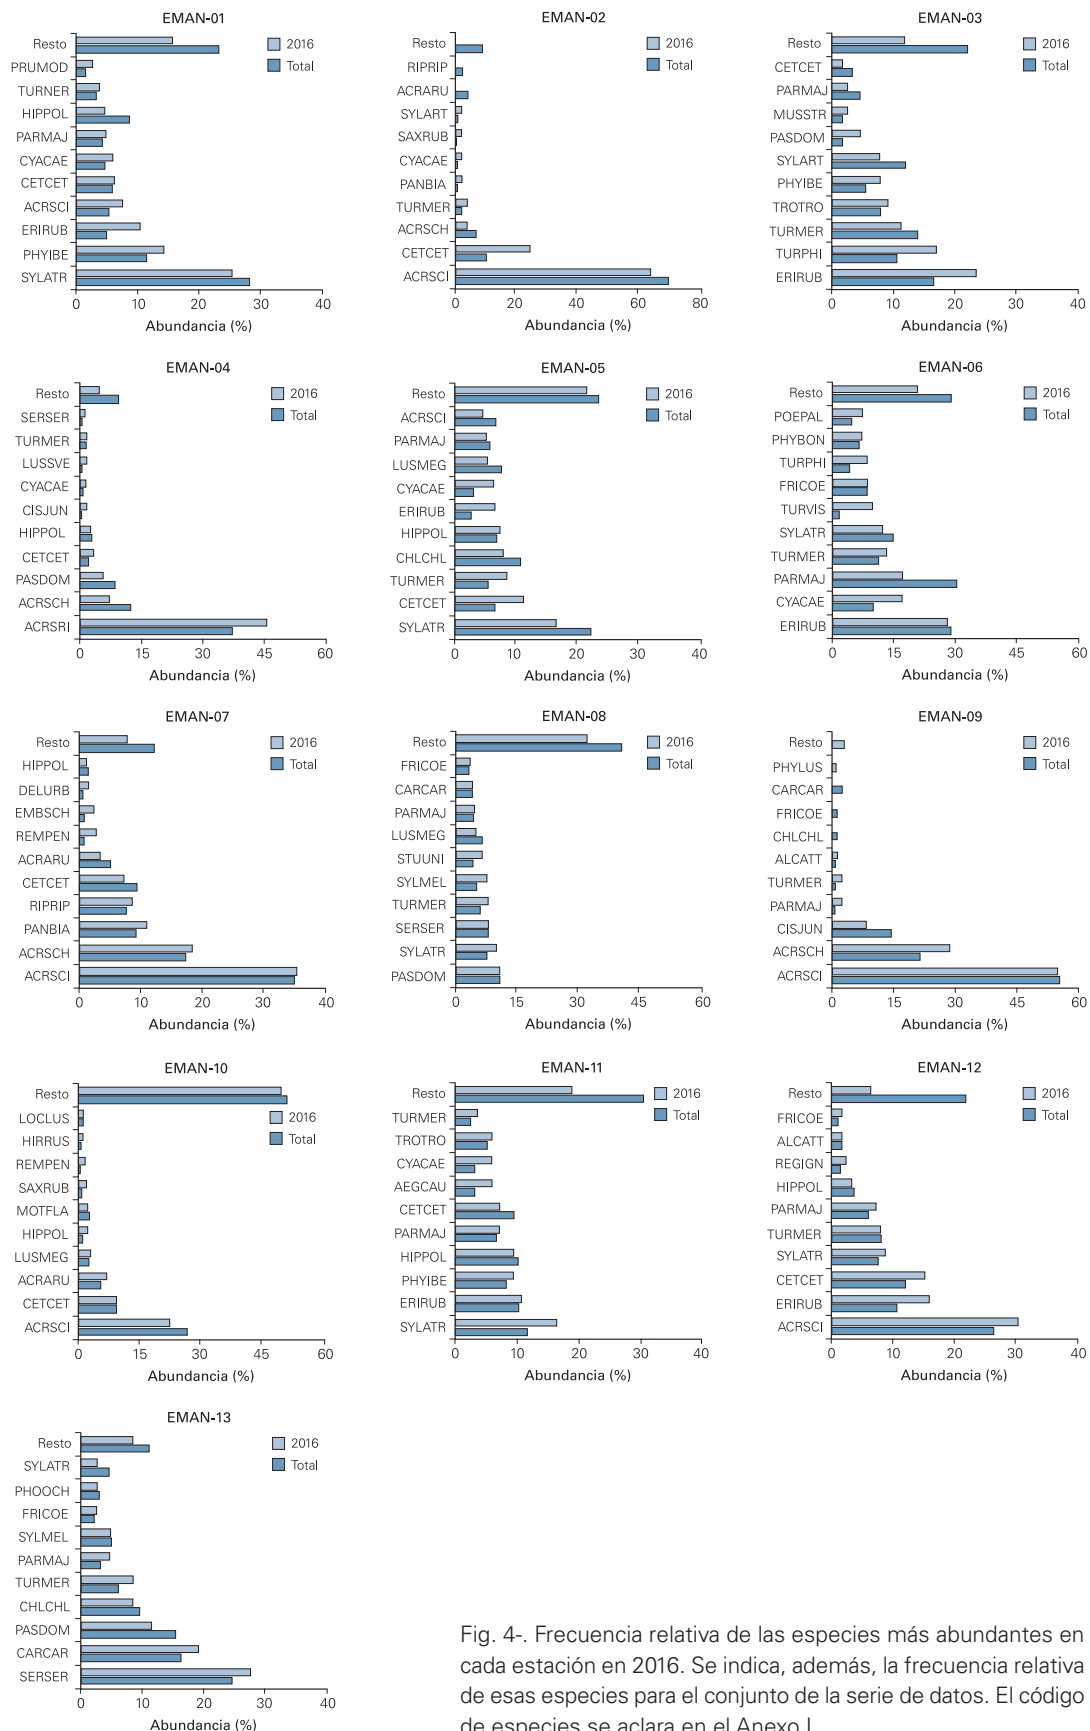 EMAN-01
Resto
PRUMOD
TURNER
HIPPOL
PARMAJ
CYACAE
CETCET
ACRSCI
ERIRUB
PHYIBE
SYLATR
2016
Total
0 10 20 30 40
Abundancia (%)
EMAN-02
Resto
RIPRIP
ACRARU
SYLART
SAXRUB
CYACAE
PANBIA
TURMER
ACRSCH
CETCET
ACRSCI
2016
Total
0 20 40 60 80
Abundancia (%)
EMAN-03
Resto
CETCET
PARMAJ
MUSSTR
PASDOM
SYLART
PHYIBE
TROTRO
TURMER
TURPHI
ERIRUB
2016
Total
0 10 20 30 40
Abundancia (%)
EMAN-04
Resto
SERSER
TURMER
LUSSVE
CYACAE
CISJUN
HIPPOL
CETCET
PASDOM
ACRSCH
ACRSRI
2016
Total
0 15 30 45 60
Abundancia (%)
EMAN-05
Resto
ACRSCI
PARMAJ
LUSMEG
CYACAE
ERIRUB
HIPPOL
CHLCHL
TURMER
CETCET
SYLATR
2016
Total
0 10 20 30 40
Abundancia (%)
EMAN-06
Resto
POEPAL
PHYBON
TURPHI
FRICOE
TURVIS
SYLATR
TURMER
PARMAJ
CYACAE
ERIRUB
2016
Total
0 15 30 45 60
Abundancia (%)
EMAN-07
Resto
HIPPOL
DELURB
EMBSCH
REMPEN
ACRARU
CETCET
RIPRIP
PANBIA
ACRSCH
ACRSCI
2016
Total
0 10 20 30 40
Abundancia (%)
EMAN-08
Resto
FRICOE
CARCAR
PARMAJ
LUSMEG
STUUNI
SYLMEL
TURMER
SERSER
SYLATR
PASDOM
2016
Total
0 15 30 45 60
Abundancia (%)
EMAN-09
Resto
PHYLUS
CARCAR
FRICOE
CHLCHL
ALCATT
TURMER
PARMAJ
CISJUN
ACRSCH
ACRSCI
2016
Total
0 15 30 45 60
Abundancia (%)
EMAN-10
Resto
LOCLUS
HIRRUS
REMPEN
SAXRUB
MOTFLA
HIPPOL
LUSMEG
ACRARU
CETCET
ACRSCI
2016
Total
0 15 30 45 60
Abundancia (%)
EMAN-11
Resto
TURMER
TROTRO
CYACAE
AEGCAU
CETCET
PARMAJ
HIPPOL
PHYIBE
ERIRUB
SYLATR
2016
Total
0 10 20 30 40
Abundancia (%)
EMAN-12
Resto
FRICOE
ALCATT
REGIGN
HIPPOL
PARMAJ
TURMER
SYLATR
CETCET
ERIRUB
ACRSCI
2016
Total
0 10 20 30 40
Abundancia (%)
EMAN-13
Resto
SYLATR
PHOOCH
FRICOE
SYLMEL
PARMAJ
TURMER
CHLCHL
PASDOM
CARCAR
SERSER
2016
Total
0 10 20 30 40
Abundancia (%)
Fig. 4-. Frecuencia relativa de las especies más abundantes en
cada estación en 2016. Se indica, además, la frecuencia relativa
de esas especies para el conjunto de la serie de datos. El código
de especies se aclara en el Anexo I